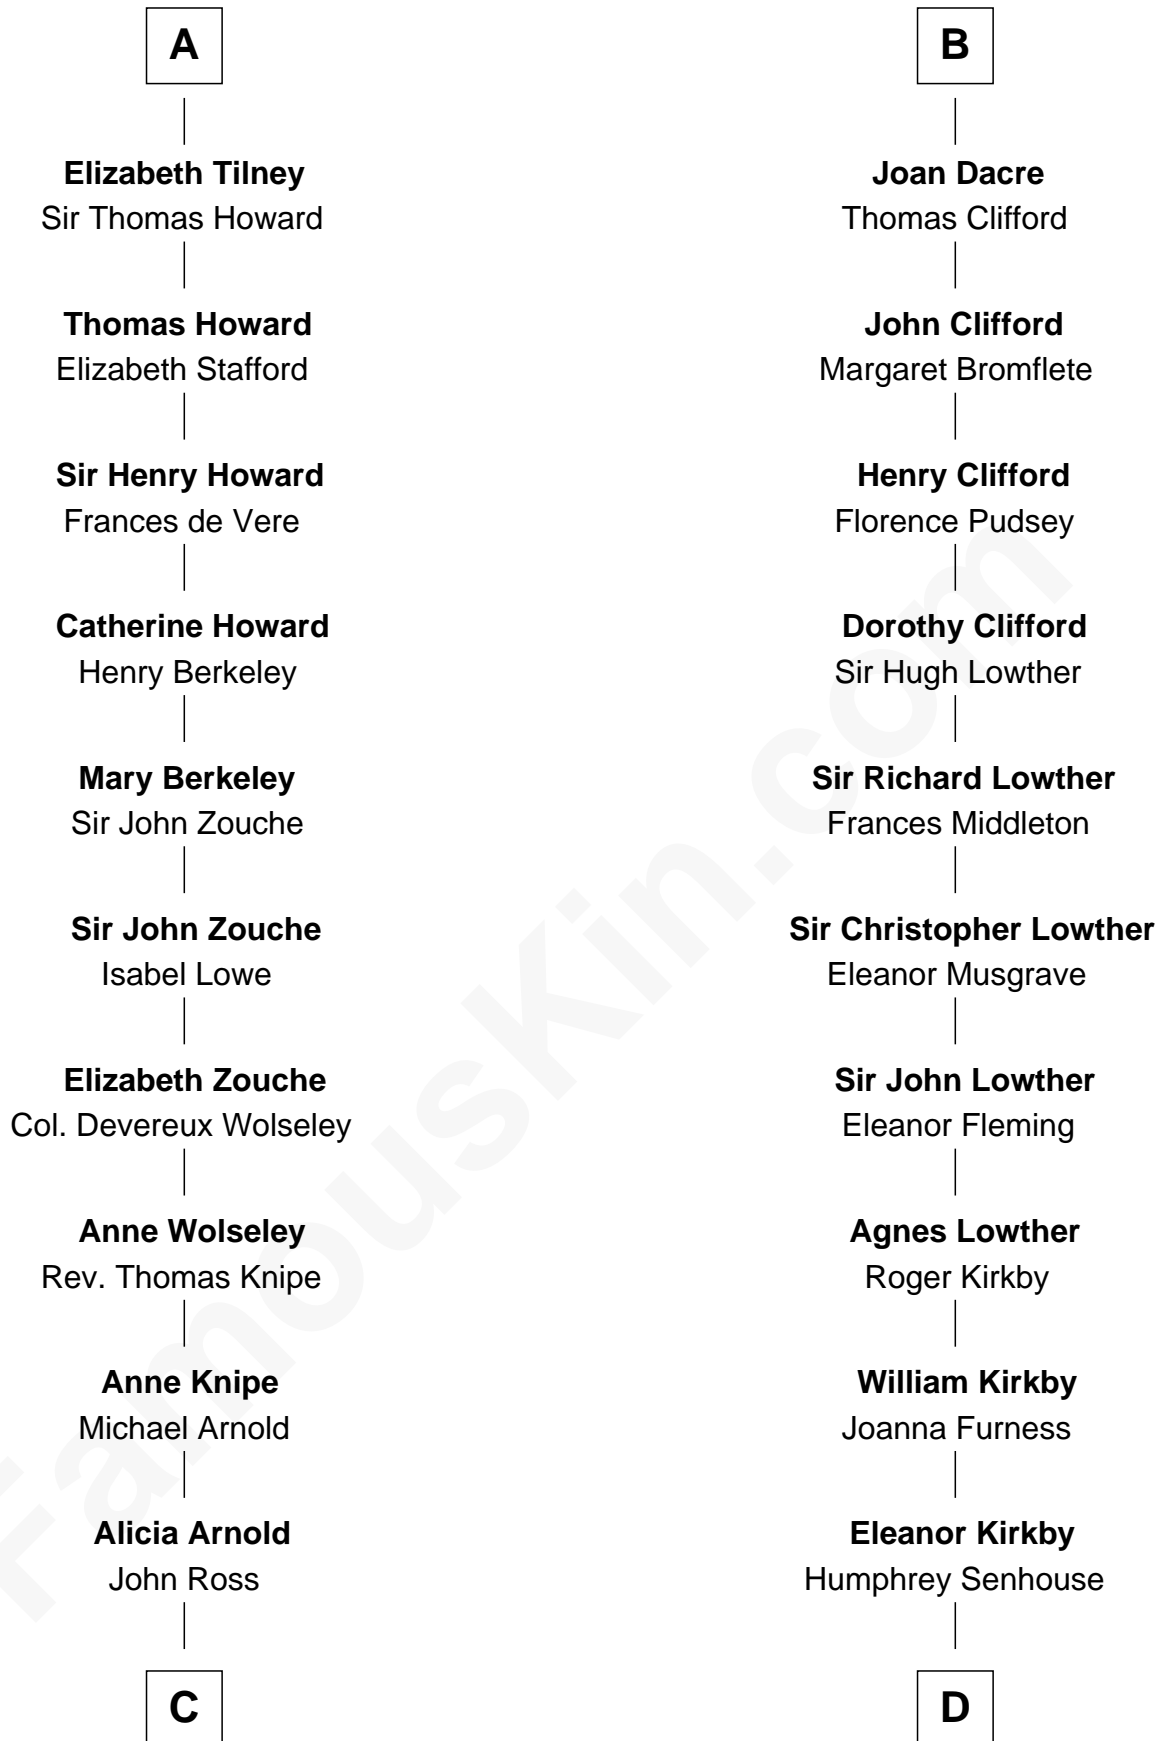 A
Elizabeth Tilney
Sir Thomas Howard
Thomas Howard
Elizabeth Stafford
Sir Henry Howard
Frances de Vere
Catherine Howard
Henry Berkeley
Mary Berkeley
Sir John Zouche
Sir John Zouche
Isabel Lowe
Elizabeth Zouche
Col. Devereux Wolseley
Anne Wolseley
Rev. Thomas Knipe
Anne Knipe
Michael Arnold
Alicia Arnold
John Ross
C
B
Joan Dacre
Thomas Clifford
John Clifford
Margaret Bromflete
Henry Clifford
Florence Pudsey
Dorothy Clifford
Sir Hugh Lowther
Sir Richard Lowther
Frances Middleton
Sir Christopher Lowther
Eleanor Musgrave
Sir John Lowther
Eleanor Fleming
Agnes Lowther
Roger Kirkby
William Kirkby
Joanna Furness
Eleanor Kirkby
Humphrey Senhouse
D
FamousKin.com